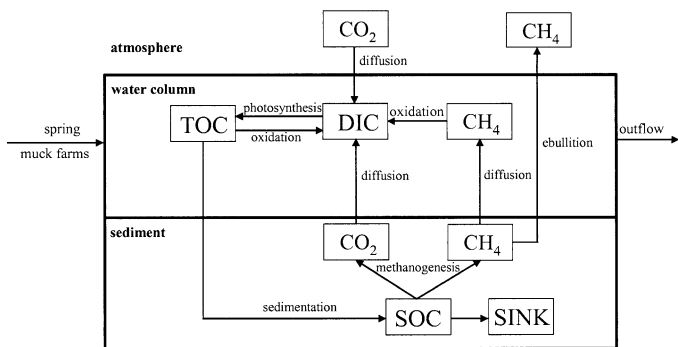 CO2
CH4
atmosphere
diffusion
water column
photosynthesis
oxidation
TOC
DIC
CH4
oxidation
spring
muck farms
outflow
ebullition
diffusion
diffusion
sediment
CO2
CH4
methanogenesis
sedimentation
SOC
SINK